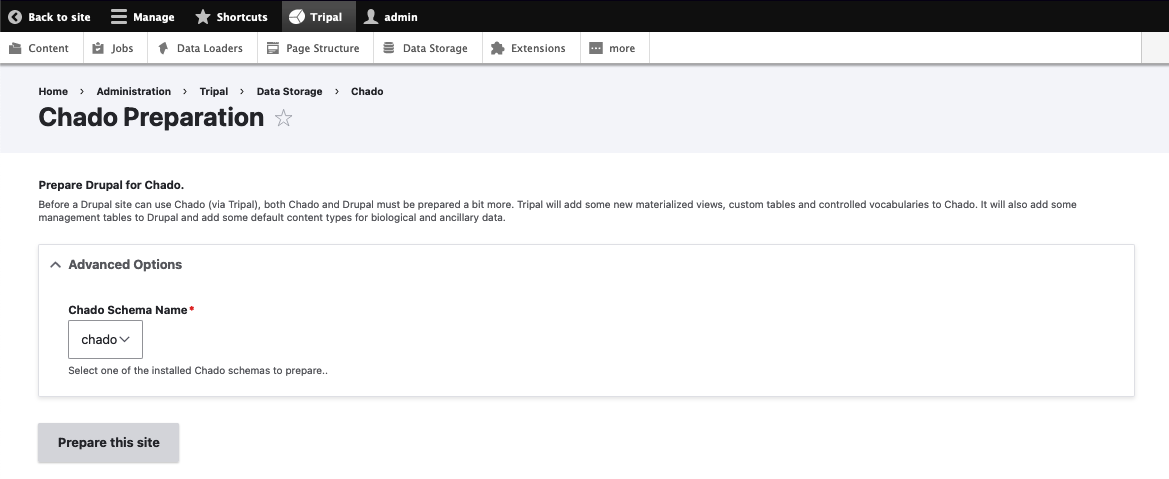 Back to site Manage Shortcuts Tripal admin
Content Jobs Data Loaders Page Structure Data Storage Extensions more
Home › Administration › Tripal › Data Storage › Chado
Chado Preparation
Prepare Drupal for Chado.
Before a Drupal site can use Chado (via Tripal), both Chado and Drupal must be prepared a bit more. Tripal will add some new materialized views, custom tables and controlled vocabularies to Chado. It will also add some
management tables to Drupal and add some default content types for biological and ancillary data.
Advanced Options
Chado Schema Name*
chado
Select one of the installed Chado schemas to prepare..
Prepare this site